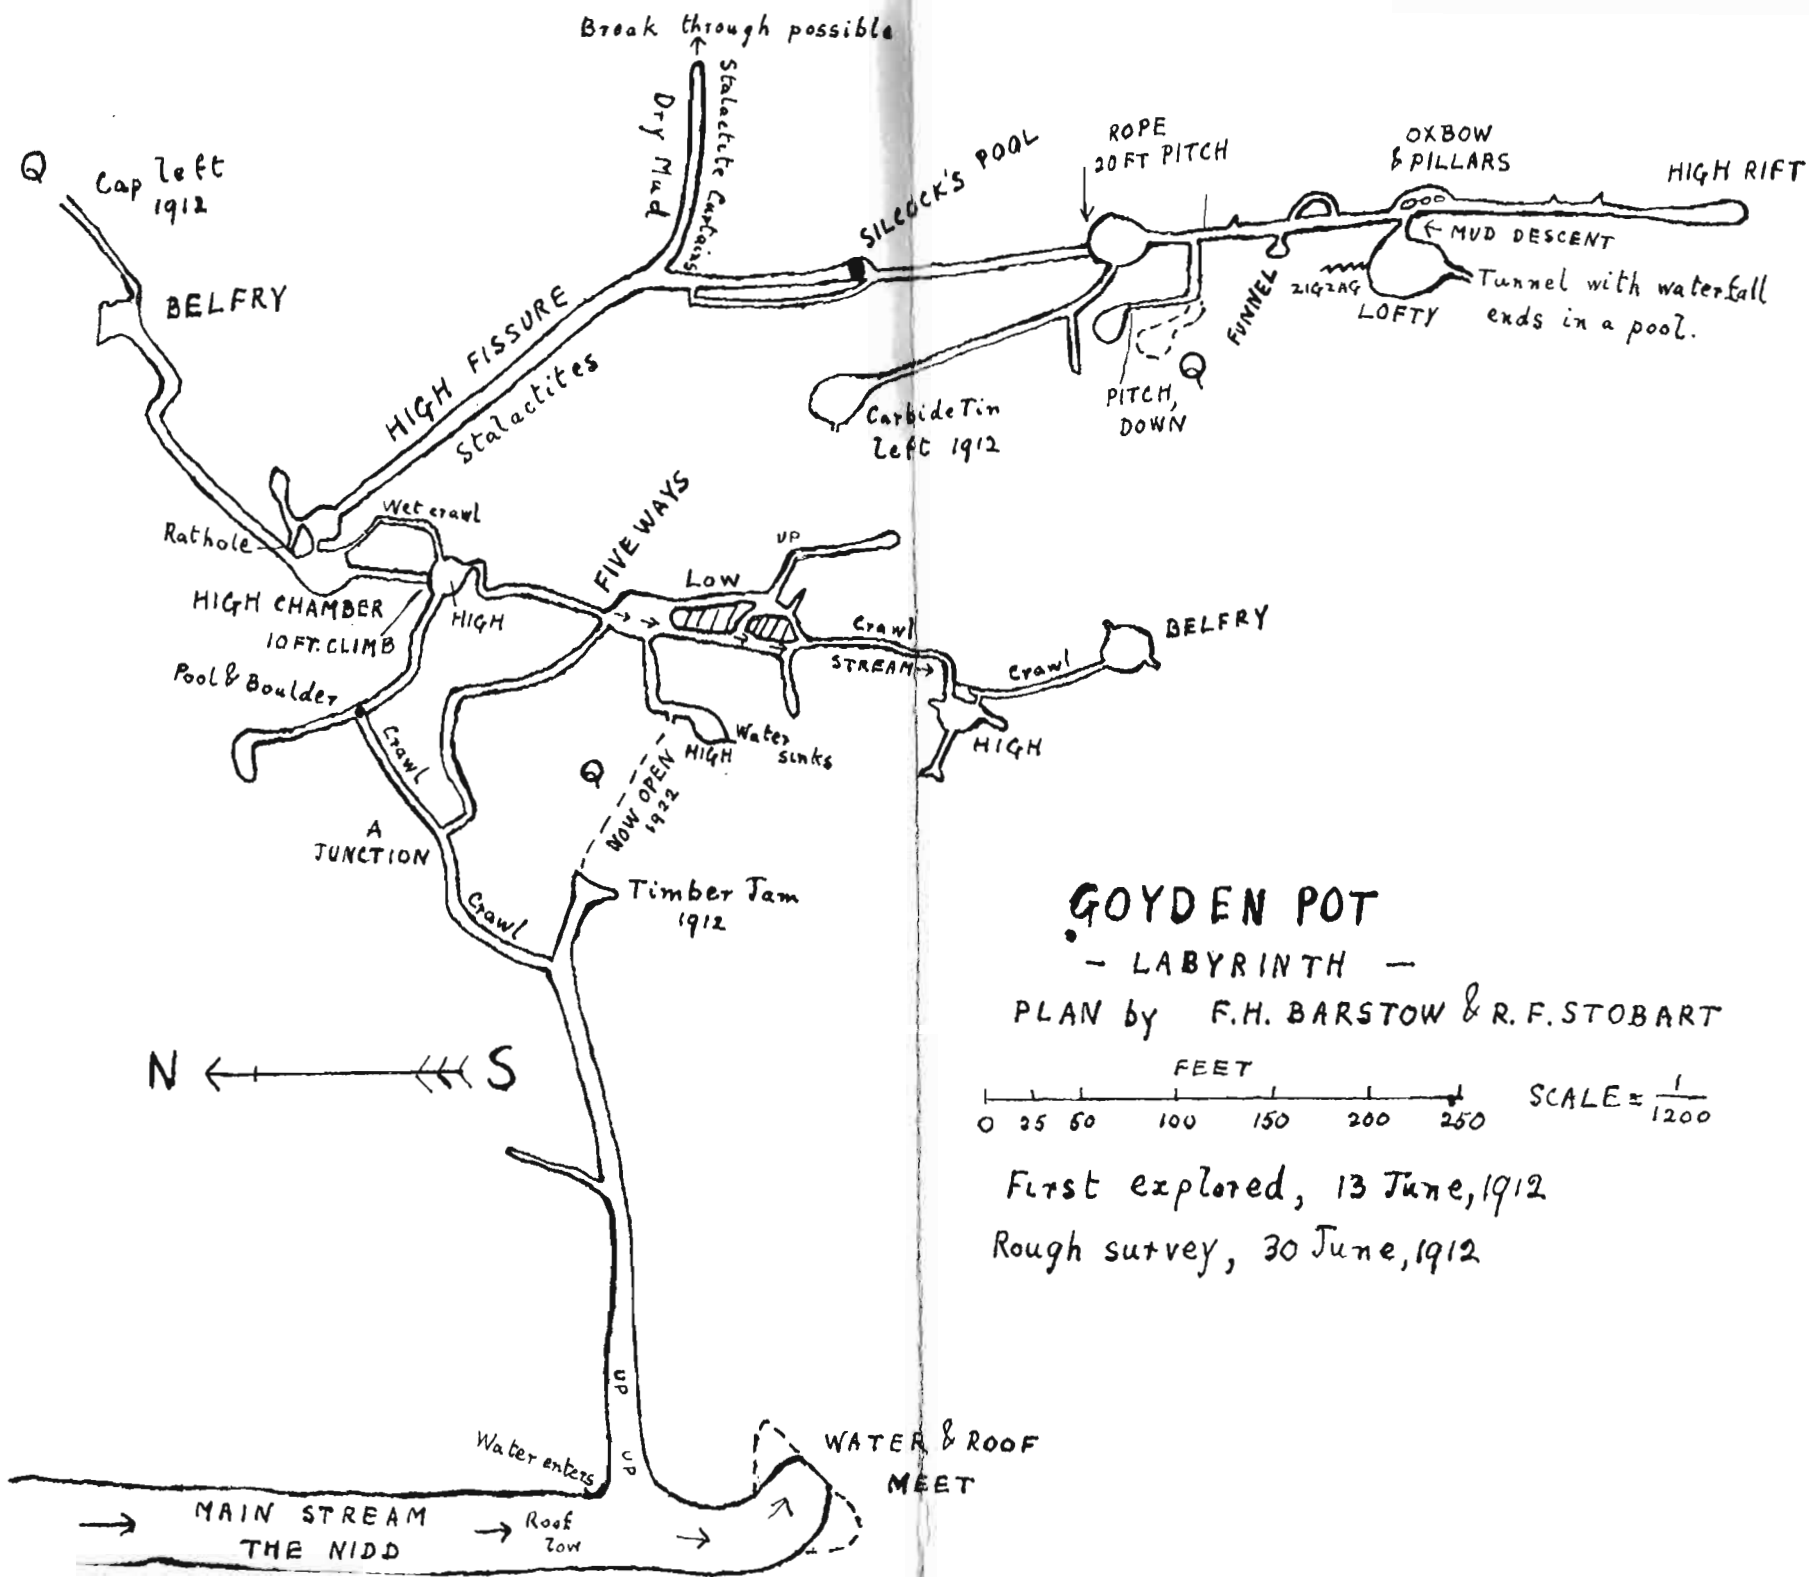 Break through possible
Stalactite Curtains
Dry Mud
Q
Cap left
1912
BELFRY
HIGH FISSURE
Stalactites
SILCOCK'S POOL
ROPE
20FT PITCH
OXBOW
& PILLARS
HIGH RIFT
MUD DESCENT
ZIGZAG
LOFTY
Tunnel with waterfall
ends in a pool.
FUNNEL
Q
PITCH,
DOWN
Carbide Tin
left 1912
Rathole
Wet crawl
HIGH CHAMBER
10FT. CLIMB
HIGH
FIVE WAYS
LOW
UP
Crawl
STREAM
Crawl
BELFRY
HIGH
Pool & Boulder
Crawl
A
JUNCTION
Water
sinks
HIGH
Q
NOW OPEN
1922
Timber Jam
1912
Crawl
N S
GOYDEN POT
- LABYRINTH -
PLAN by F.H. BARSTOW & R.F. STOBART
FEET
0 25 50 100 150 200 250
SCALE = 1/1200
First explored, 13 June, 1912
Rough survey, 30 June, 1912
UP
UP
Water enters
WATER & ROOF
MEET
MAIN STREAM
THE NIDD
Roof
low